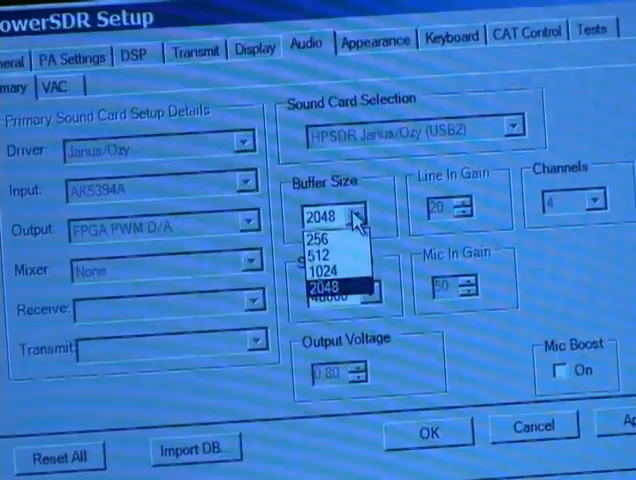 owerSDR Setup
neral PA Settings DSP Transmit Display Audio Appearance Keyboard CAT Control Tests
mary VAC
Primary Sound Card Setup Details
Driver: Janus/Ozy
Input: AK5394A
Output: FPGA PWM D/A
Mixer None
Receive:
Transmit:
Sound Card Selection
HPSDR Janus/Ozy (USB2)
Buffer Size
2048
256
512
1024
2048
S
48000
Line In Gain
20
Channels
4
Mic In Gain
50
Output Voltage
0.80
Mic Boost
On
Reset All Import DB... OK Cancel Ap